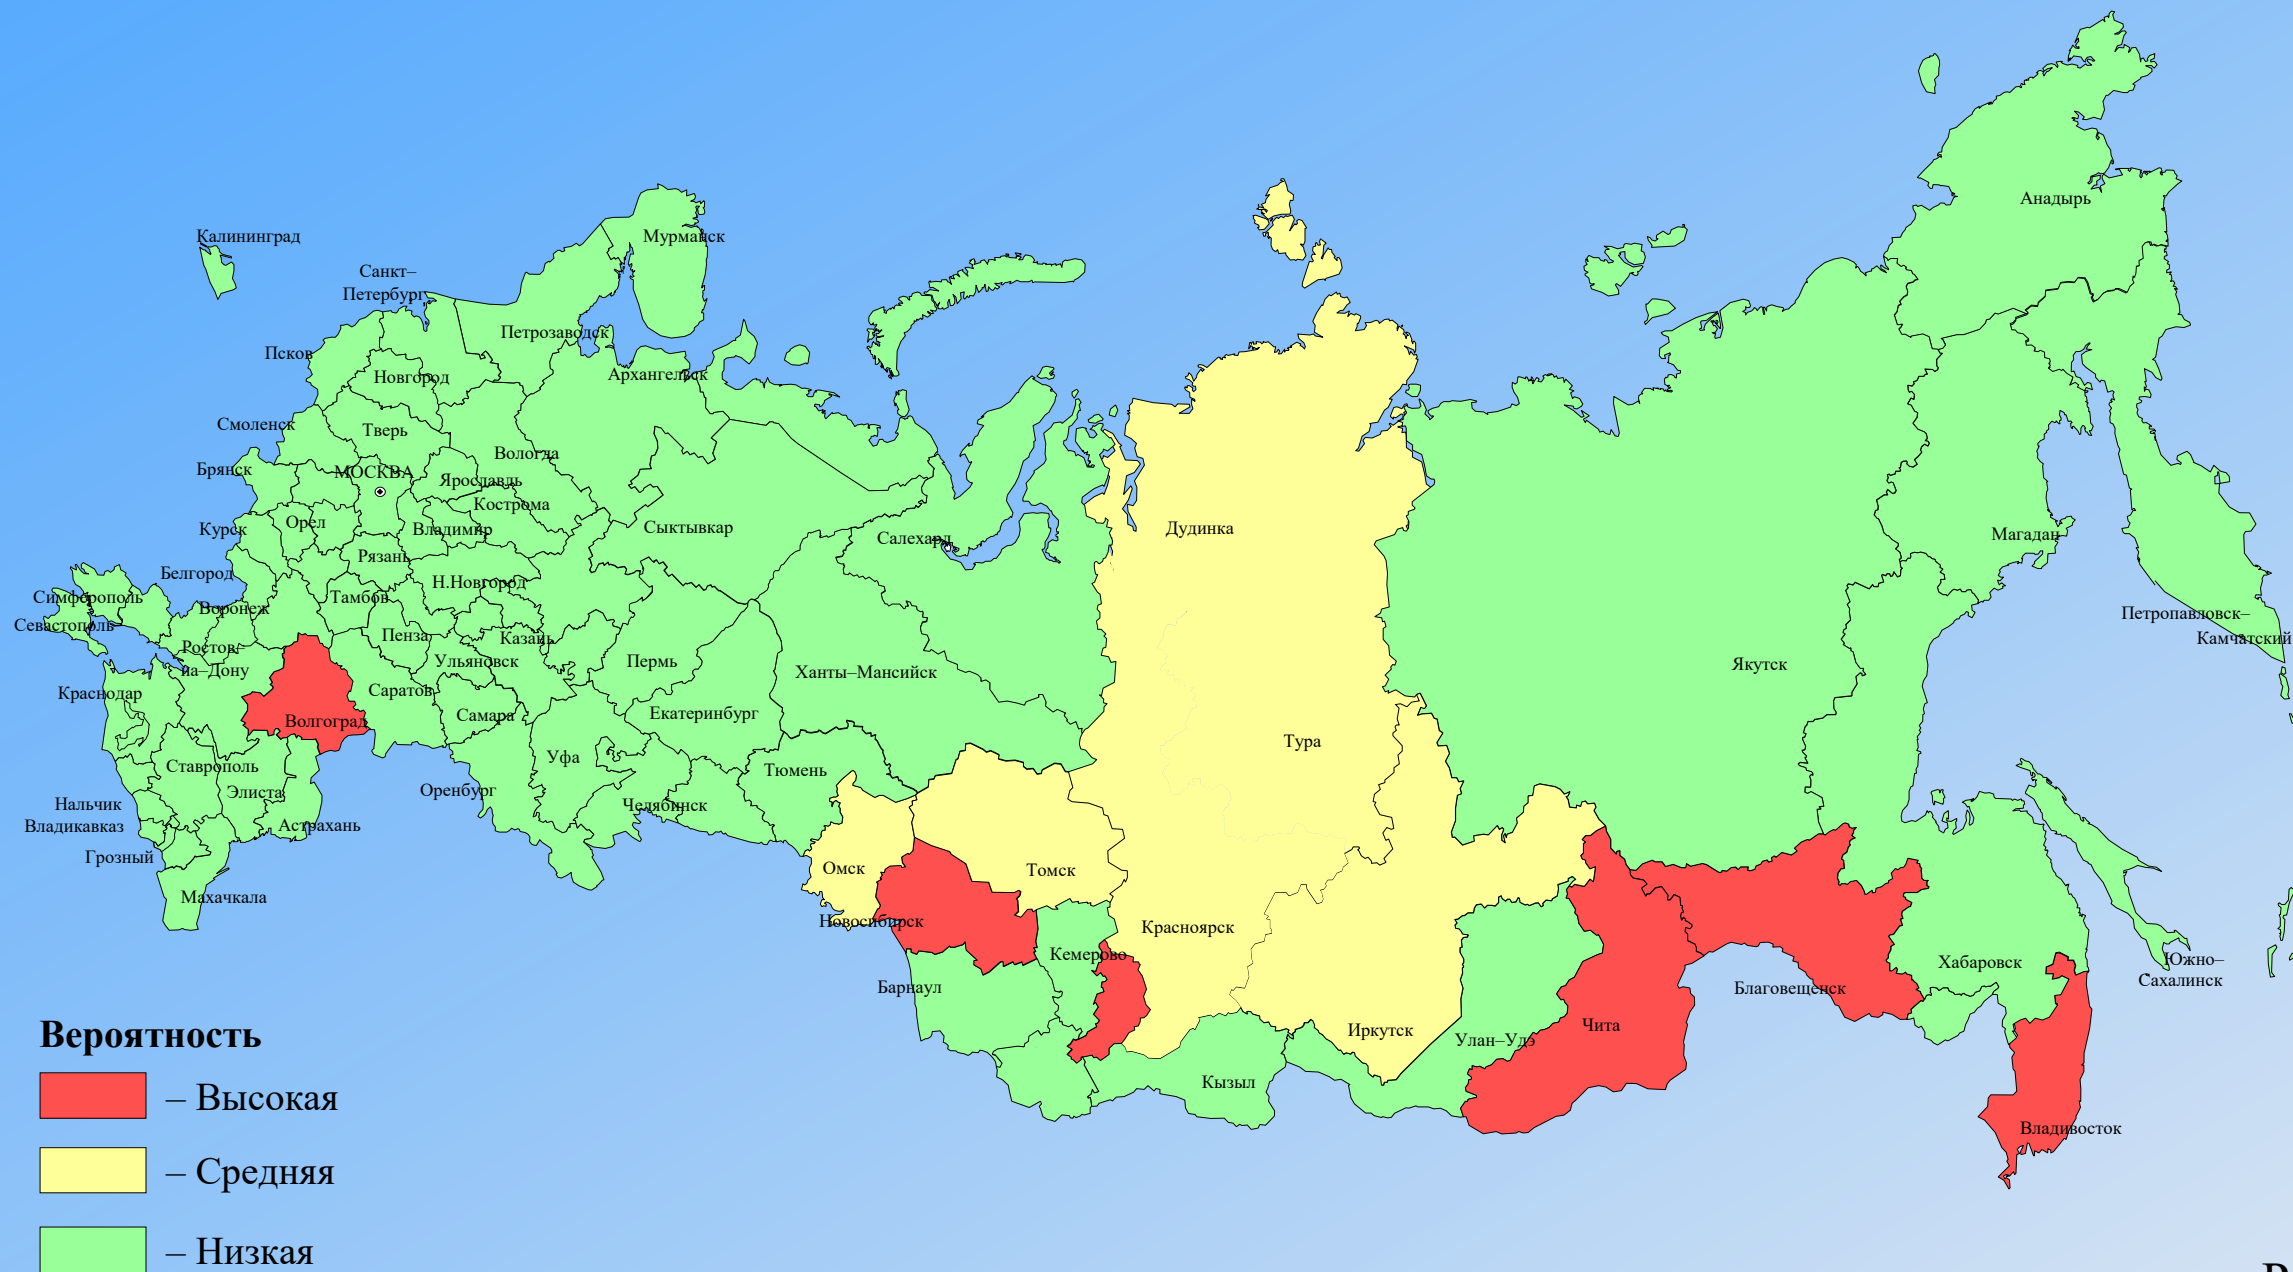 Анадырь
Калининград
Мурманск
Санкт–
Петербург
Петрозаводск
Псков
Архангельск
Новгород
Смоленск
Тверь
Вологда
Брянск
МОСКВА
Ярославль
Кострома
Курск
Орел
Владимир
Сыктывкар
Салехард
Дудинка
Магадан
Рязань
Белгород
Н.Новгород
Симферополь
Воронеж
Тамбов
Севастополь
Петропавловск–
Камчатский
Пенза
Казань
Ростов–
на–Дону
Ульяновск
Пермь
Ханты–Мансийск
Якутск
Краснодар
Саратов
Волгоград
Самара
Екатеринбург
Тура
Уфа
Ставрополь
Тюмень
Элиста
Оренбург
Нальчик
Челябинск
Владикавказ
Астрахань
Грозный
Омск
Томск
Махачкала
Новосибирск
Красноярск
Кемерово
Хабаровск
Южно–
Сахалинск
Барнаул
Благовещенск
Иркутск
Чита
Улан–Удэ
Кызыл
Владивосток
Вероятность
– Высокая
– Средняя
– Низкая